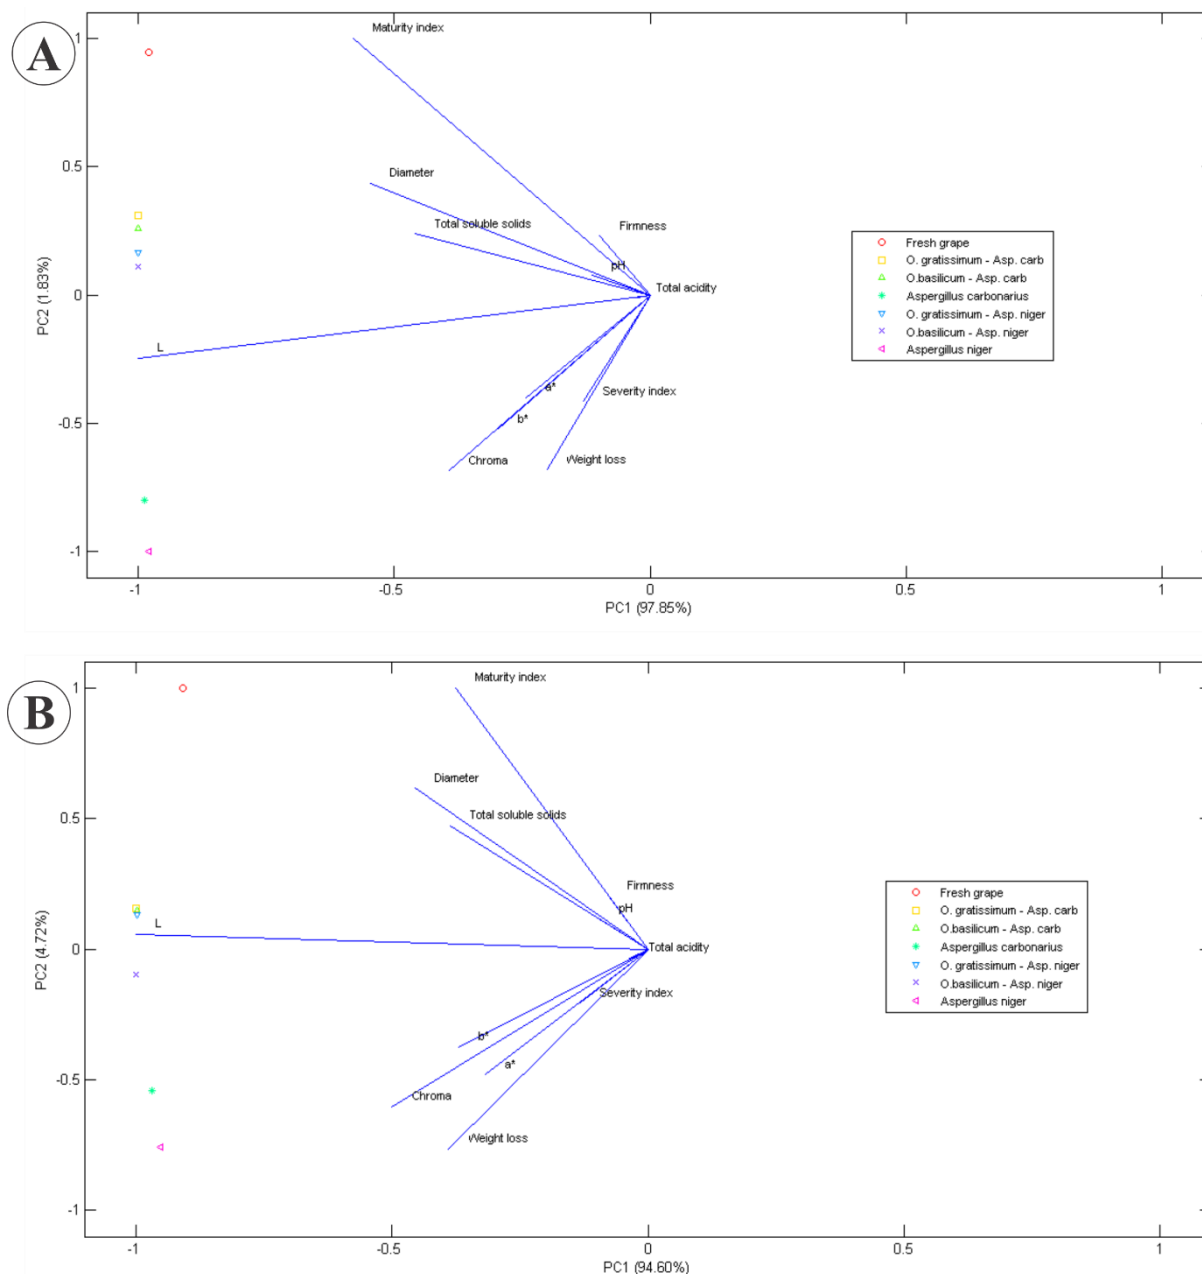 A
Maturity index
1
Diameter
0.5
Total soluble solids
Firmness
pH
Total acidity
0
PC2 (1.83%)
L
a*
Severity index
b*
-0.5
Chroma
Weight loss
-1
Fresh grape
O. gratissimum - Asp. carb
O.basilicum - Asp. carb
Aspergillus carbonarius
O. gratissimum - Asp. niger
O.basilicum - Asp. niger
Aspergillus niger
-1
-0.5
0
0.5
1
PC1 (97.85%)
B
Maturity index
1
Diameter
0.5
Total soluble solids
Firmness
pH
Total acidity
0
PC2 (4.72%)
L
Severity index
b*
a*
-0.5
Chroma
Weight loss
-1
Fresh grape
O. gratissimum - Asp. carb
O.basilicum - Asp. carb
Aspergillus carbonarius
O. gratissimum - Asp. niger
O.basilicum - Asp. niger
Aspergillus niger
-1
-0.5
0
0.5
1
PC1 (94.60%)